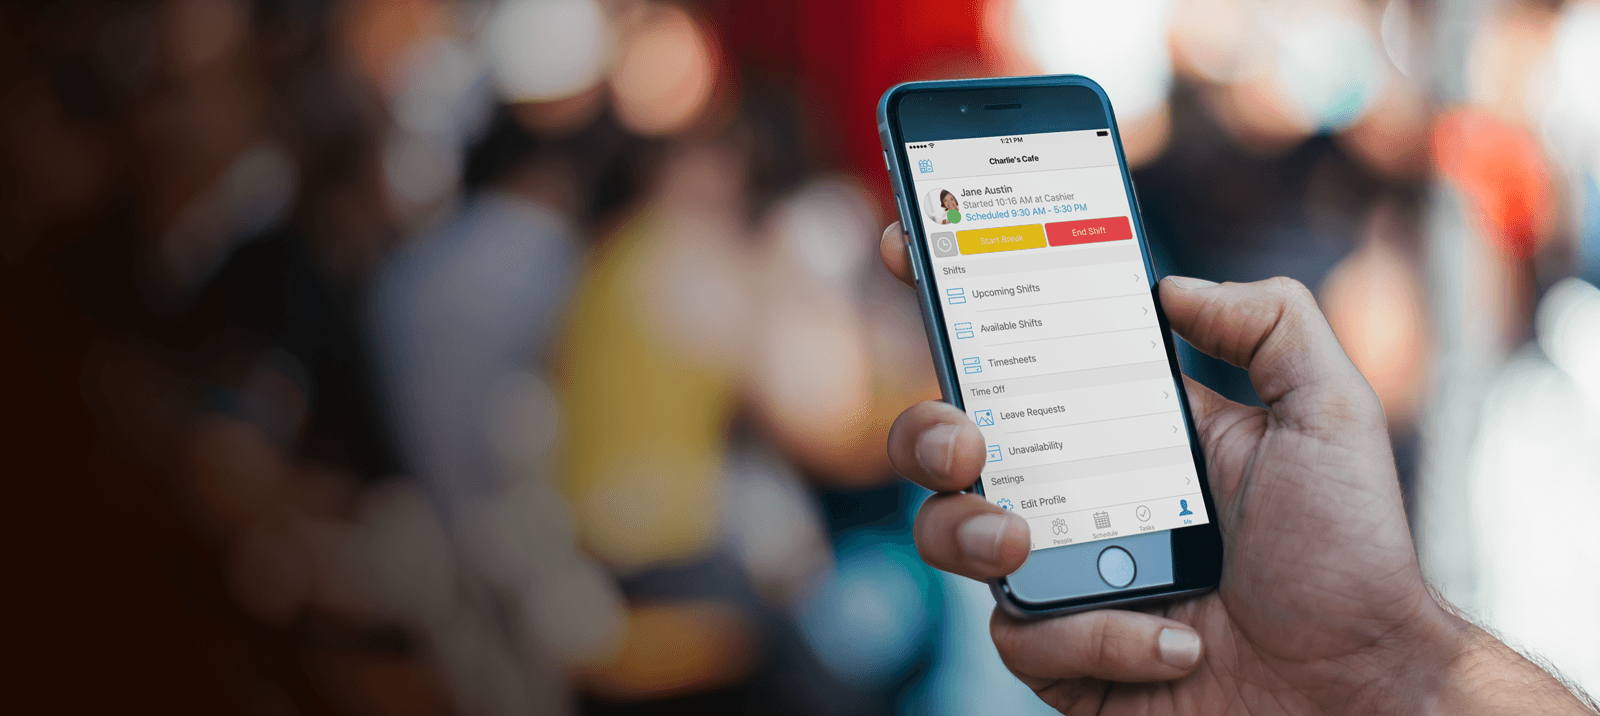 1:21 PM
Charlie's Cafe
Jane Austin
Started 10:16 AM at Cashier
Scheduled 9:30 AM - 5:30 PM
Start Break
End Shift
Shifts
Upcoming Shifts
Available Shifts
Timesheets
Time Off
Leave Requests
Unavailability
Settings
Edit Profile
People
Schedule
Tasks
Me